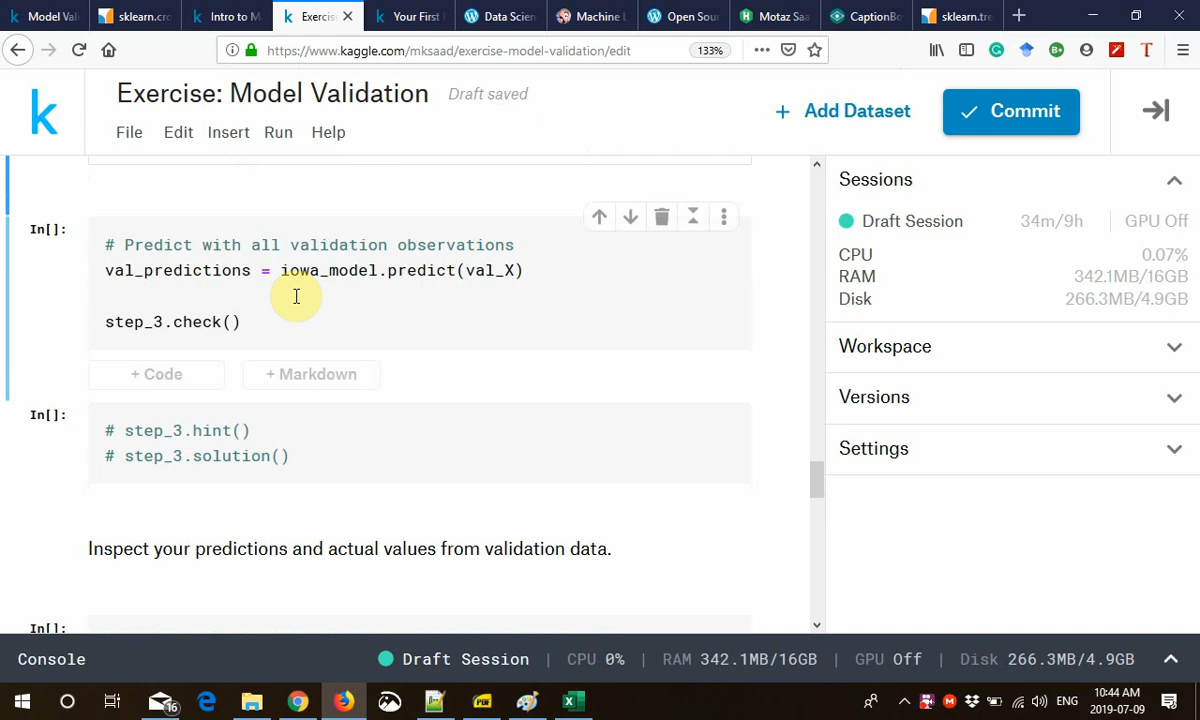 Model Vali
sklearn.cro
Intro to M
Exercise
Your First
Data Scien
Machine L
Open Sour
Motaz Saa
CaptionBo
sklearn.tre
https://www.kaggle.com/mksaad/exercise-model-validation/edit
133%
k
Exercise: Model Validation
Draft saved
File Edit Insert Run Help
+ Add Dataset
Commit
In[]:
# Predict with all validation observations
val_predictions = iowa_model.predict(val_X)
step_3.check()
+ Code
+ Markdown
In[]:
# step_3.hint()
# step_3.solution()
Inspect your predictions and actual values from validation data.
In[]:
Sessions
Draft Session 34m/9h GPU Off
CPU 0.07%
RAM 342.1MB/16GB
Disk 266.3MB/4.9GB
Workspace
Versions
Settings
Console
Draft Session | CPU 0% | RAM 342.1MB/16GB | GPU Off | Disk 266.3MB/4.9GB
16
ENG
10:44 AM
2019-07-09